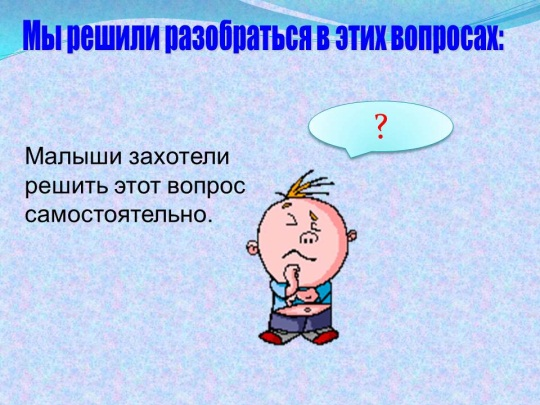 Мы решили разобраться в этих вопросах:
?
Малыши захотели
решить этот вопрос
самостоятельно.